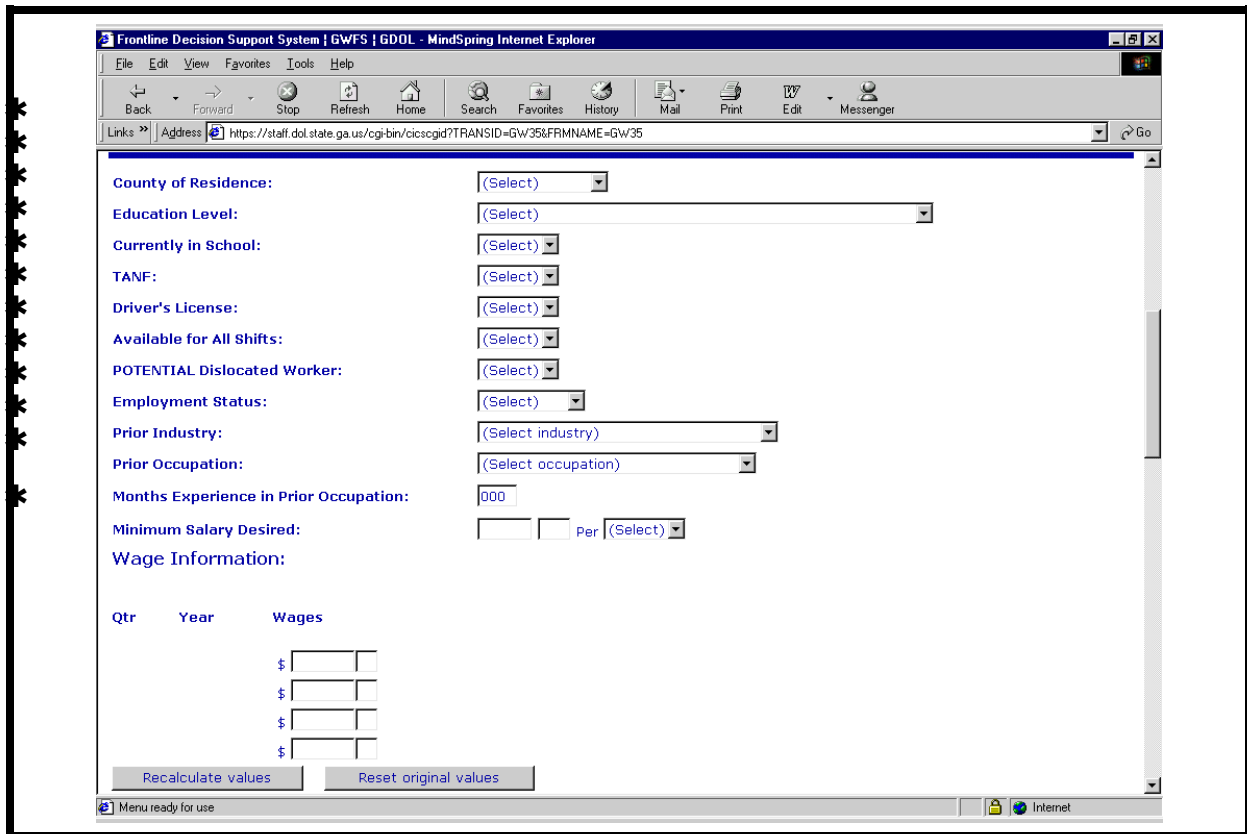 Frontline Decision Support System ¦ GWFS ¦ GDOL - MindSpring Internet Explorer
File Edit View Favorites Tools Help
Back Forward Stop Refresh Home Search Favorites History Mail Print Edit Messenger
Links » Address https://staff.dol.state.ga.us/cgi-bin/cicscgid?TRANSID=GW35&FRMNAME=GW35 Go
* County of Residence: (Select)
* Education Level: (Select)
* Currently in School: (Select)
* TANF: (Select)
* Driver's License: (Select)
* Available for All Shifts: (Select)
* POTENTIAL Dislocated Worker: (Select)
* Employment Status: (Select)
* Prior Industry: (Select industry)
* Prior Occupation: (Select occupation)
* Months Experience in Prior Occupation: 000
* Minimum Salary Desired: Per (Select)
Wage Information:
Qtr Year Wages
$
$
$
$
Recalculate values Reset original values
Menu ready for use Internet